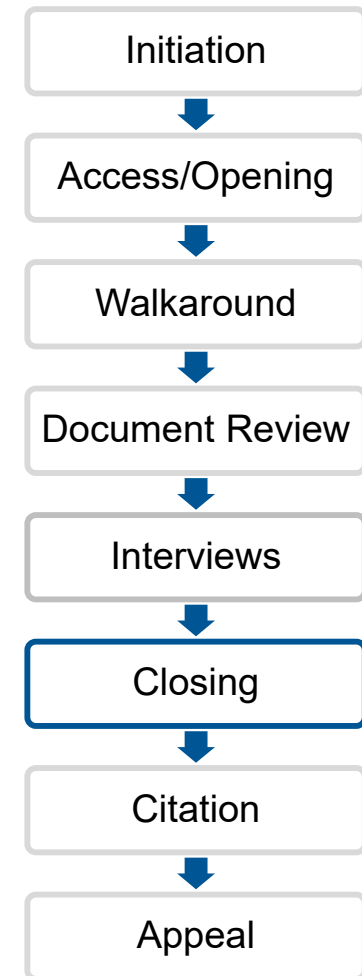 Initiation
Access/Opening
Walkaround
Document Review
Interviews
Closing
Citation
Appeal